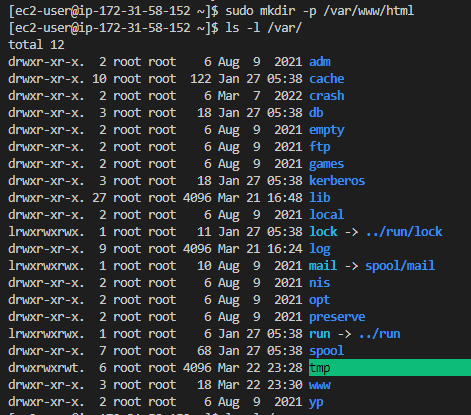 [ec2-user@ip-172-31-58-152 ~]$ sudo mkdir -p /var/www/html
[ec2-user@ip-172-31-58-152 ~]$ ls -l /var/
total 12
drwxr-xr-x.  2 root root    6 Aug  9  2021 adm
drwxr-xr-x. 10 root root  122 Jan 27 05:38 cache
drwxr-xr-x.  2 root root    6 Mar  7  2022 crash
drwxr-xr-x.  3 root root   18 Jan 27 05:38 db
drwxr-xr-x.  2 root root    6 Aug  9  2021 empty
drwxr-xr-x.  2 root root    6 Aug  9  2021 ftp
drwxr-xr-x.  2 root root    6 Aug  9  2021 games
drwxr-xr-x.  3 root root   18 Jan 27 05:38 kerberos
drwxr-xr-x. 27 root root 4096 Mar 21 16:48 lib
drwxr-xr-x.  2 root root    6 Aug  9  2021 local
lrwxrwxrwx.  1 root root   11 Jan 27 05:38 lock -> ../run/lock
drwxr-xr-x.  9 root root 4096 Mar 21 16:24 log
lrwxrwxrwx.  1 root root   10 Aug  9  2021 mail -> spool/mail
drwxr-xr-x.  2 root root    6 Aug  9  2021 nis
drwxr-xr-x.  2 root root    6 Aug  9  2021 opt
drwxr-xr-x.  2 root root    6 Aug  9  2021 preserve
lrwxrwxrwx.  1 root root    6 Jan 27 05:38 run -> ../run
drwxr-xr-x.  7 root root   68 Jan 27 05:38 spool
drwxrwxrwt.  6 root root 4096 Mar 22 23:28 tmp
drwxr-xr-x.  3 root root   18 Mar 22 23:30 www
drwxr-xr-x.  2 root root    6 Aug  9  2021 yp